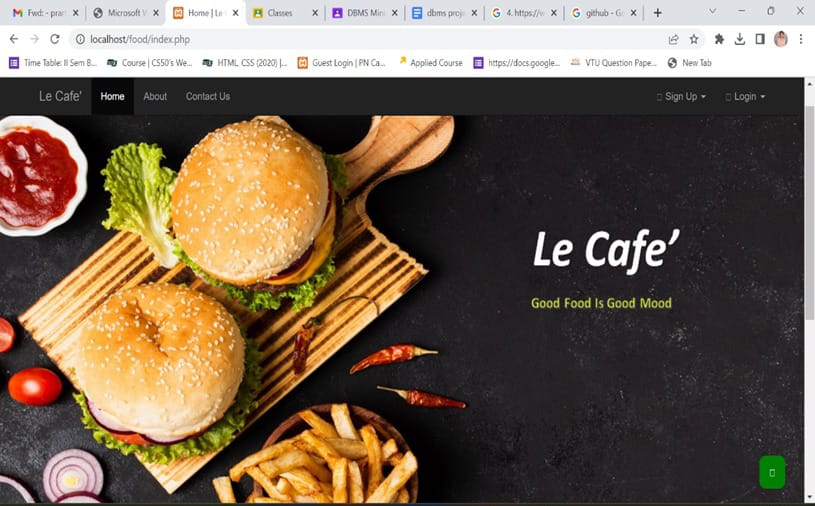 Fwd: - prar
Microsoft W
Home | Le C
Classes
DBMS Mini
dbms proje
4. https://w
github - Go
localhost/food/index.php
Time Table: II Sem B...
Course | CS50's We...
HTML, CSS (2020) |...
Guest Login | PN Ca...
Applied Course
https://docs.google...
VTU Question Pape...
New Tab
Le Cafe'
Home
About
Contact Us
Sign Up
Login
Le Cafe'
Good Food Is Good Mood